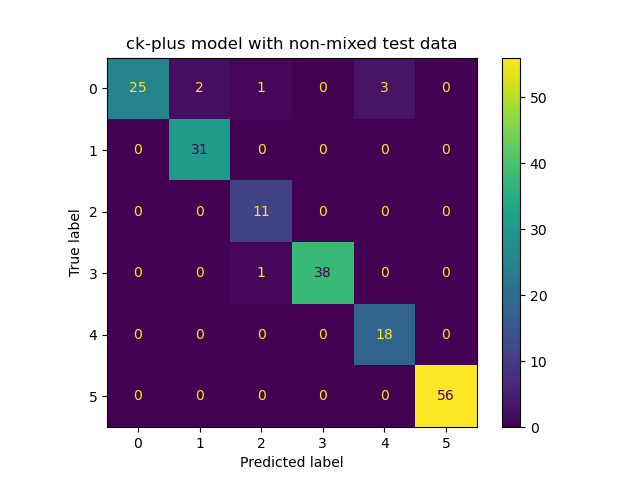 ck-plus model with non-mixed test data
0 25 2 1 0 3 0
1 0 31 0 0 0 0
2 0 0 11 0 0 0
3 0 0 1 38 0 0
4 0 0 0 0 18 0
5 0 0 0 0 0 56
0 1 2 3 4 5
Predicted label
True label
50
40
30
20
10
0